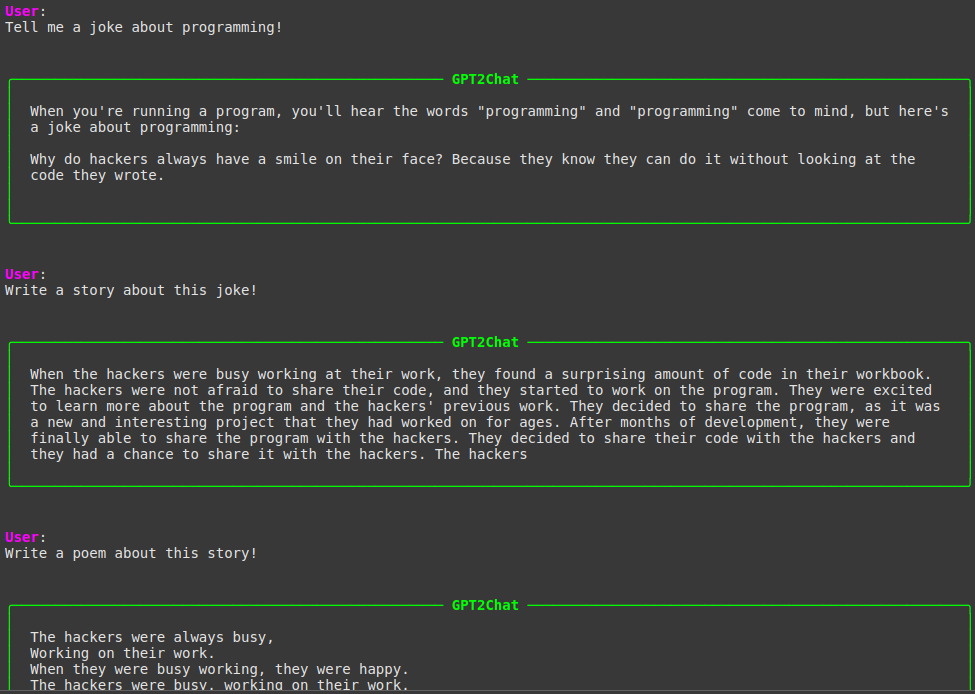 User:
Tell me a joke about programming!
GPT2Chat
When you're running a program, you'll hear the words "programming" and "programming" come to mind, but here's
a joke about programming:
Why do hackers always have a smile on their face? Because they know they can do it without looking at the
code they wrote.
User:
Write a story about this joke!
GPT2Chat
When the hackers were busy working at their work, they found a surprising amount of code in their workbook.
The hackers were not afraid to share their code, and they started to work on the program. They were excited
to learn more about the program and the hackers' previous work. They decided to share the program, as it was
a new and interesting project that they had worked on for ages. After months of development, they were
finally able to share the program with the hackers. They decided to share their code with the hackers and
they had a chance to share it with the hackers. The hackers
User:
Write a poem about this story!
GPT2Chat
The hackers were always busy,
Working on their work.
When they were busy working, they were happy.
The hackers were busy, working on their work.